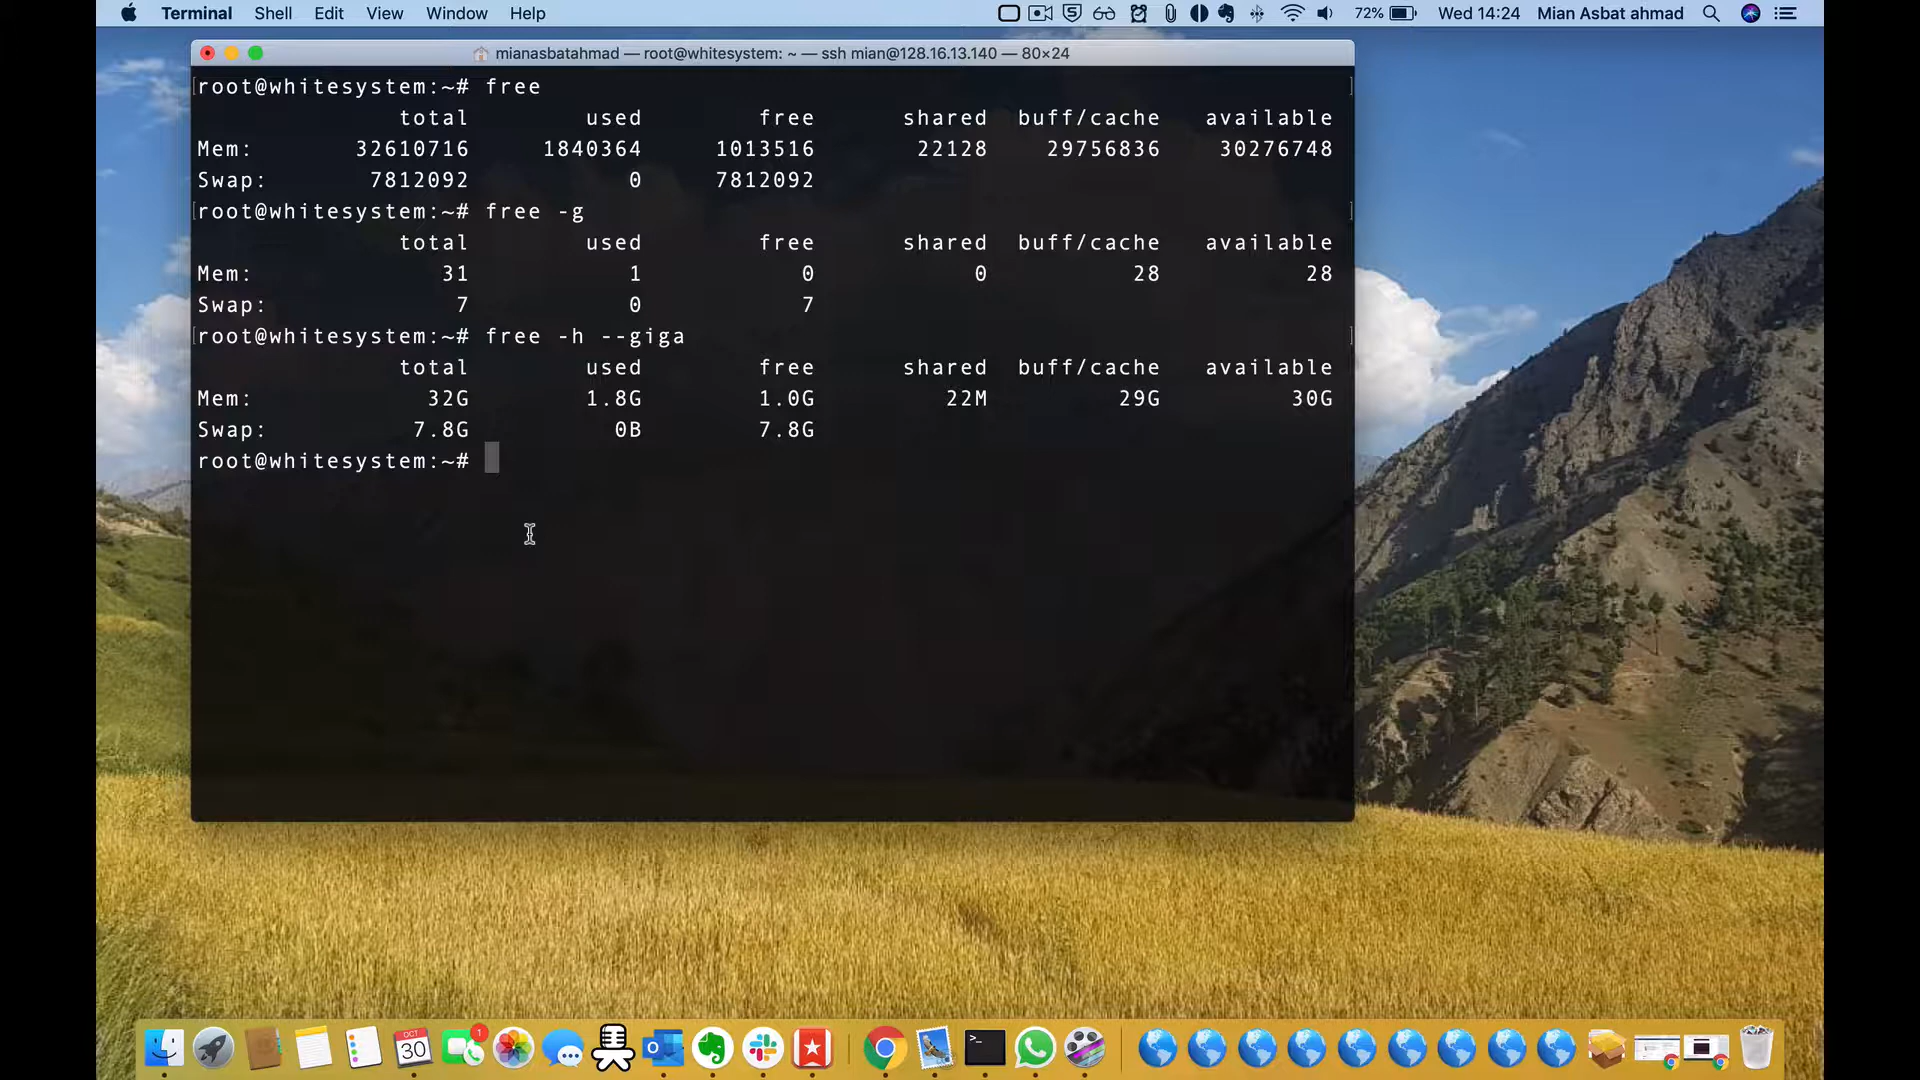 Terminal Shell Edit View Window Help 72% Wed 14:24 Mian Asbat ahmad
mianasbatahmad — root@whitesystem: ~ — ssh mian@128.16.13.140 — 80×24
root@whitesystem:~# free
total used free shared buff/cache available
Mem: 32610716 1840364 1013516 22128 29756836 30276748
Swap: 7812092 0 7812092
root@whitesystem:~# free -g
total used free shared buff/cache available
Mem: 31 1 0 0 28 28
Swap: 7 0 7
root@whitesystem:~# free -h --giga
total used free shared buff/cache available
Mem: 32G 1.8G 1.0G 22M 29G 30G
Swap: 7.8G 0B 7.8G
root@whitesystem:~#
OCT
30
1